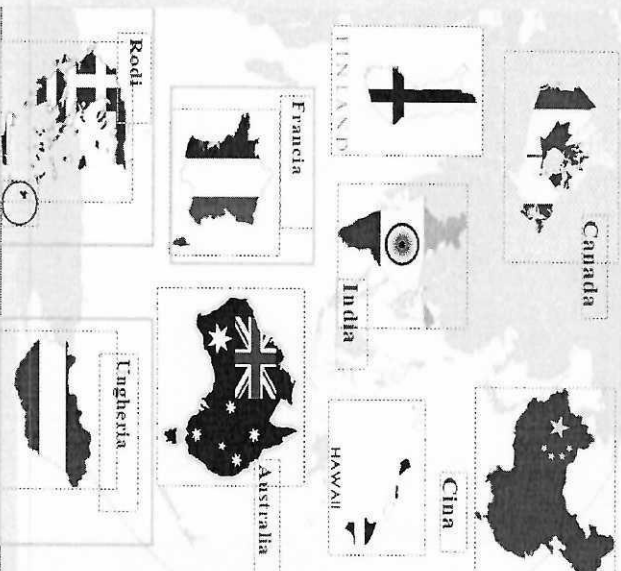 Canada
Cina
FINLAND
India
HAWAII
Francia
Australia
Rodi
Ungheria